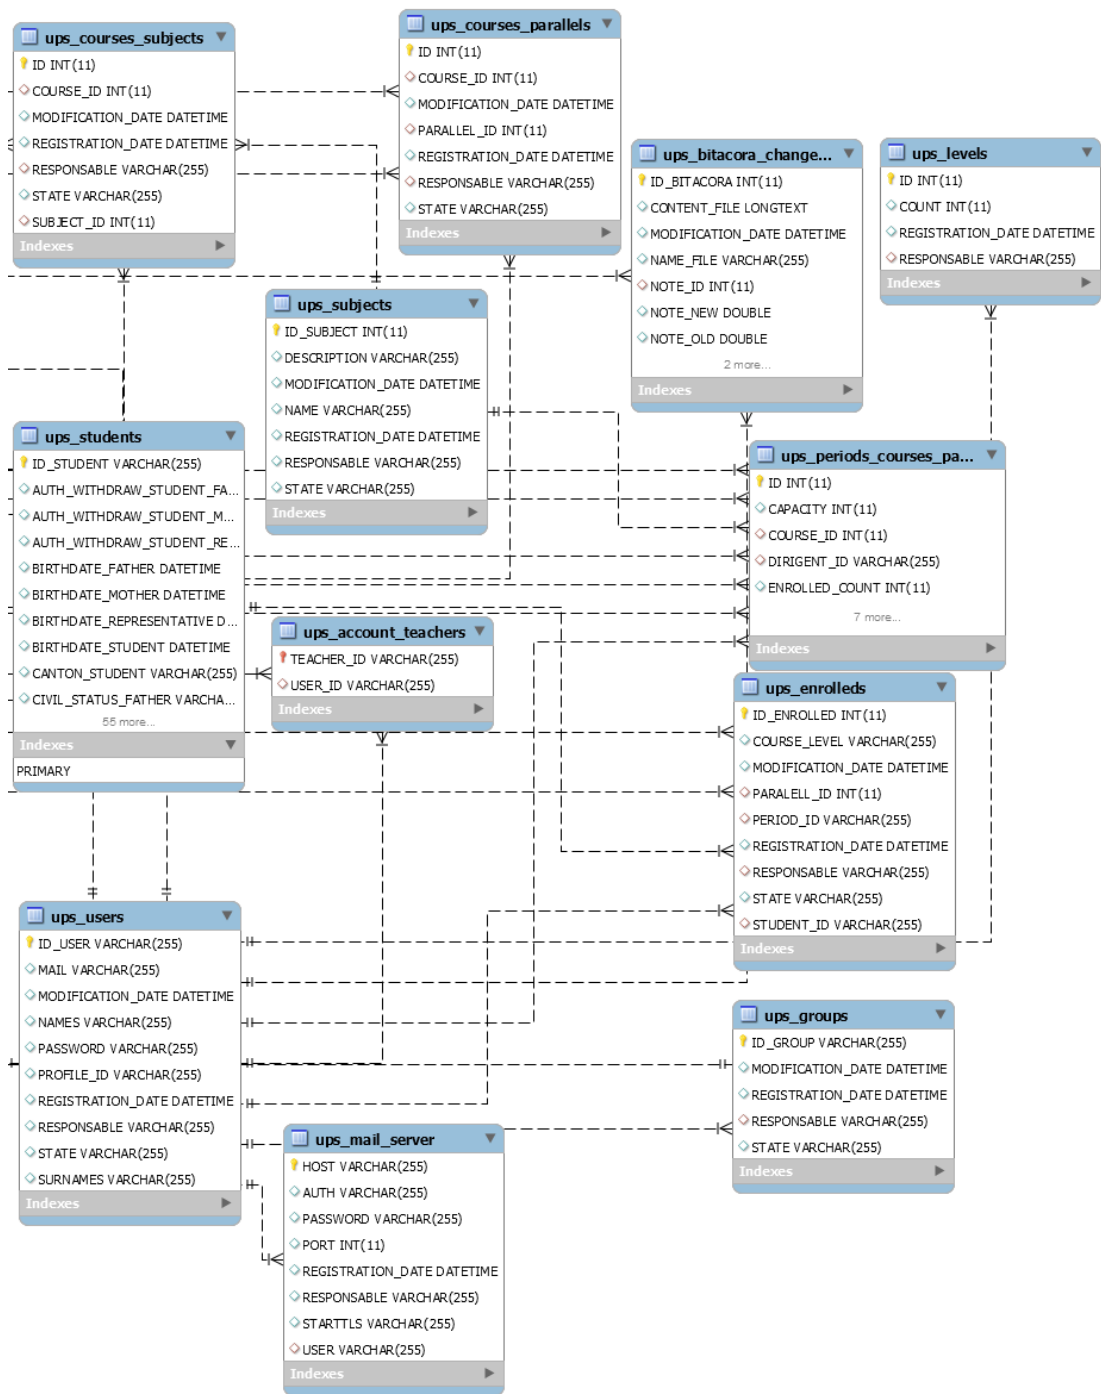 ups_courses_subjects
ID INT(11)
COURSE_ID INT(11)
MODIFICATION_DATE DATETIME
REGISTRATION_DATE DATETIME
RESPONSABLE VARCHAR(255)
STATE VARCHAR(255)
SUBJECT_ID INT(11)
Indexes
ups_courses_parallels
ID INT(11)
COURSE_ID INT(11)
MODIFICATION_DATE DATETIME
PARALLEL_ID INT(11)
REGISTRATION_DATE DATETIME
RESPONSABLE VARCHAR(255)
STATE VARCHAR(255)
Indexes
ups_bitacora_change...
ID_BITACORA INT(11)
CONTENT_FILE LONGTEXT
MODIFICATION_DATE DATETIME
NAME_FILE VARCHAR(255)
NOTE_ID INT(11)
NOTE_NEW DOUBLE
NOTE_OLD DOUBLE
2 more...
Indexes
ups_levels
ID INT(11)
COUNT INT(11)
REGISTRATION_DATE DATETIME
RESPONSABLE VARCHAR(255)
Indexes
ups_subjects
ID_SUBJECT INT(11)
DESCRIPTION VARCHAR(255)
MODIFICATION_DATE DATETIME
NAME VARCHAR(255)
REGISTRATION_DATE DATETIME
RESPONSABLE VARCHAR(255)
STATE VARCHAR(255)
Indexes
ups_students
ID_STUDENT VARCHAR(255)
AUTH_WITHDRAW_STUDENT_FA...
AUTH_WITHDRAW_STUDENT_M...
AUTH_WITHDRAW_STUDENT_RE...
BIRTHDATE_FATHER DATETIME
BIRTHDATE_MOTHER DATETIME
BIRTHDATE_REPRESENTATIVE D...
BIRTHDATE_STUDENT DATETIME
CANTON_STUDENT VARCHAR(255)
CIVIL_STATUS_FATHER VARCHA...
55 more...
Indexes
PRIMARY
ups_periods_courses_pa...
ID INT(11)
CAPACITY INT(11)
COURSE_ID INT(11)
DIRIGENT_ID VARCHAR(255)
ENROLLED_COUNT INT(11)
7 more...
Indexes
ups_account_teachers
TEACHER_ID VARCHAR(255)
USER_ID VARCHAR(255)
Indexes
ups_enrolleds
ID_ENROLLED INT(11)
COURSE_LEVEL VARCHAR(255)
MODIFICATION_DATE DATETIME
PARALELL_ID INT(11)
PERIOD_ID VARCHAR(255)
REGISTRATION_DATE DATETIME
RESPONSABLE VARCHAR(255)
STATE VARCHAR(255)
STUDENT_ID VARCHAR(255)
Indexes
ups_users
ID_USER VARCHAR(255)
MAIL VARCHAR(255)
MODIFICATION_DATE DATETIME
NAMES VARCHAR(255)
PASSWORD VARCHAR(255)
PROFILE_ID VARCHAR(255)
REGISTRATION_DATE DATETIME
RESPONSABLE VARCHAR(255)
STATE VARCHAR(255)
SURNAMES VARCHAR(255)
Indexes
ups_groups
ID_GROUP VARCHAR(255)
MODIFICATION_DATE DATETIME
REGISTRATION_DATE DATETIME
RESPONSABLE VARCHAR(255)
STATE VARCHAR(255)
Indexes
ups_mail_server
HOST VARCHAR(255)
AUTH VARCHAR(255)
PASSWORD VARCHAR(255)
PORT INT(11)
REGISTRATION_DATE DATETIME
RESPONSABLE VARCHAR(255)
STARTTLS VARCHAR(255)
USER VARCHAR(255)
Indexes